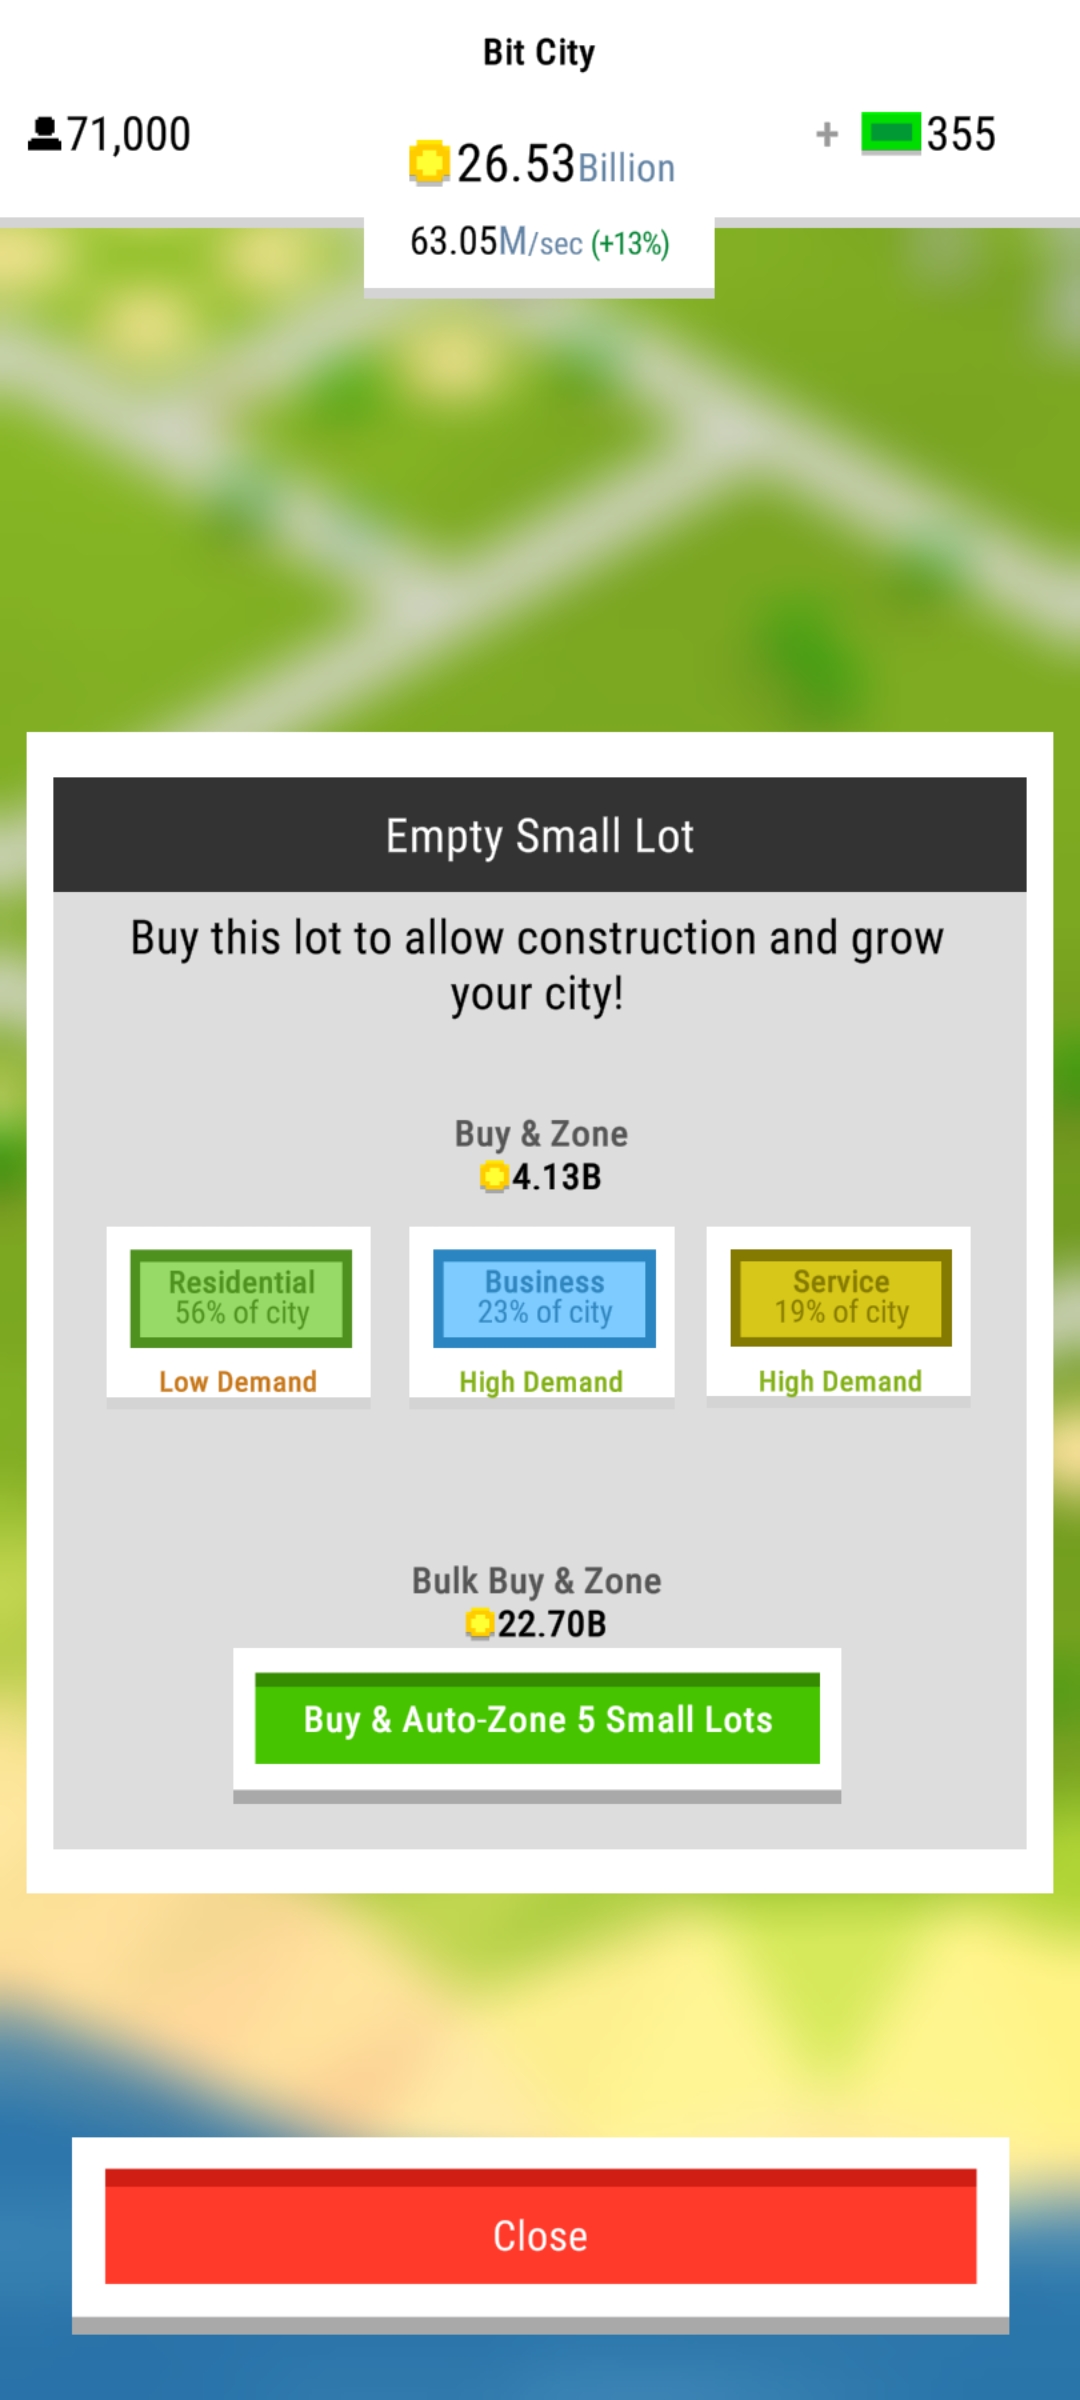 Bit City
71,000
26.53 Billion
+ 355
63.05M/sec (+13%)
Empty Small Lot
Buy this lot to allow construction and grow
your city!
Buy & Zone
4.13B
Residential
56% of city
Low Demand
Business
23% of city
High Demand
Service
19% of city
High Demand
Bulk Buy & Zone
22.70B
Buy & Auto-Zone 5 Small Lots
Close